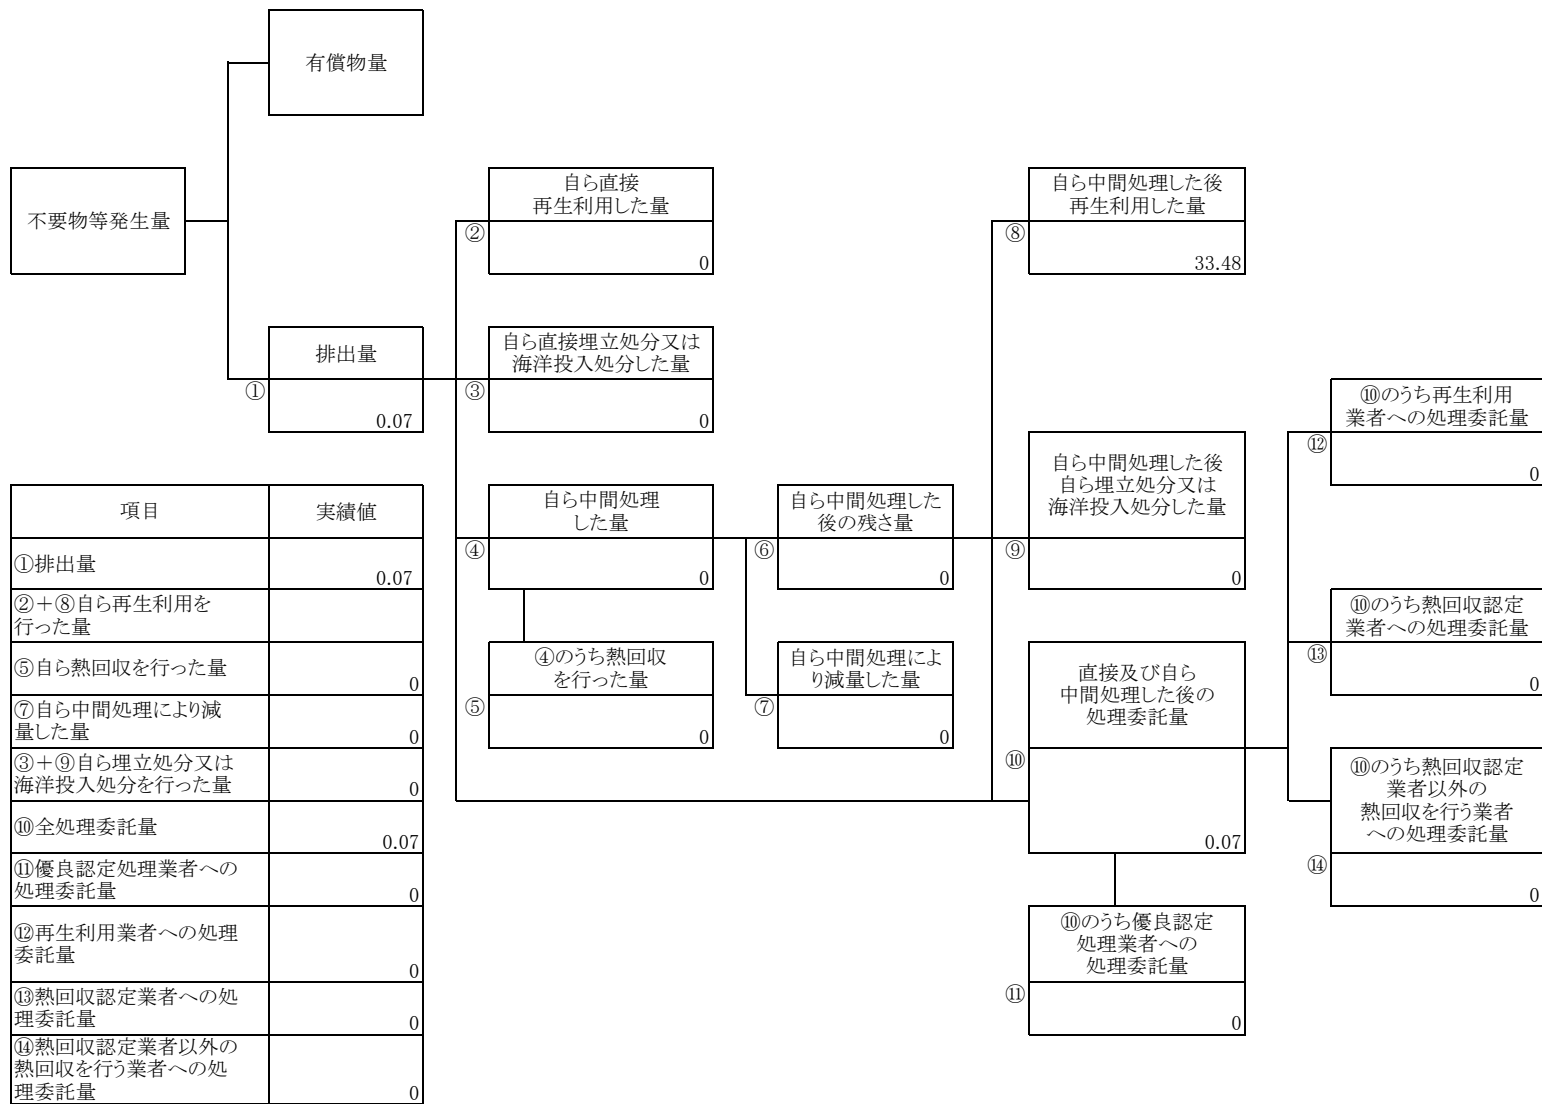 有償物量
不要物等発生量
自ら直接
再生利用した量
②
0
自ら中間処理した後
再生利用した量
⑧
33.48
排出量
①
0.07
自ら直接埋立処分又は
海洋投入処分した量
③
0
⑩のうち再生利用
業者への処理委託量
⑫
0
自ら中間処理
した量
④
0
自ら中間処理した
後の残さ量
⑥
0
自ら中間処理した後
自ら埋立処分又は
海洋投入処分した量
⑨
0
⑩のうち熱回収認定
業者への処理委託量
⑬
0
④のうち熱回収
を行った量
⑤
0
自ら中間処理によ
り減量した量
⑦
0
直接及び自ら
中間処理した後の
処理委託量
⑩
0.07
⑩のうち熱回収認定
業者以外の
熱回収を行う業者
への処理委託量
⑭
0
⑩のうち優良認定
処理業者への
処理委託量
⑪
0
項目
実績値
①排出量
0.07
②+⑧自ら再生利用を
行った量
⑤自ら熱回収を行った量
0
⑦自ら中間処理により減
量した量
0
③+⑨自ら埋立処分又は
海洋投入処分を行った量
0
⑩全処理委託量
0.07
⑪優良認定処理業者への
処理委託量
0
⑫再生利用業者への処理
委託量
0
⑬熱回収認定業者への処
理委託量
0
⑭熱回収認定業者以外の
熱回収を行う業者への処
理委託量
0